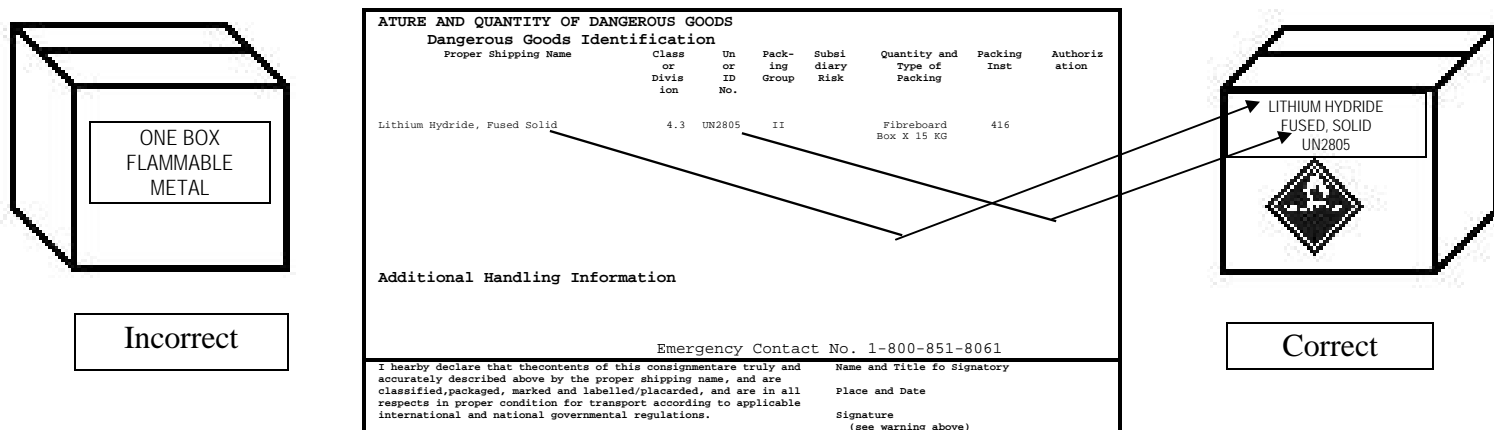 ONE BOX
FLAMMABLE
METAL
Incorrect
ATURE AND QUANTITY OF DANGEROUS GOODS
Dangerous Goods Identification
Proper Shipping Name Class Un Pack- Subsi Quantity and Packing Authoriz
or or ing diary Type of Inst ation
Divis ID Group Risk Packing
ion No.
Lithium Hydride, Fused Solid 4.3 UN2805 II Fibreboard 416
Box X 15 KG
Additional Handling Information
Emergency Contact No. 1-800-851-8061
I hearby declare that thecontents of this consignmentare truly and Name and Title fo Signatory
accurately described above by the proper shipping name, and are
classified,packaged, marked and labelled/placarded, and are in all Place and Date
respects in proper condition for transport according to applicable
international and national governmental regulations. Signature
(see warning above)
LITHIUM HYDRIDE
FUSED, SOLID
UN2805
Correct